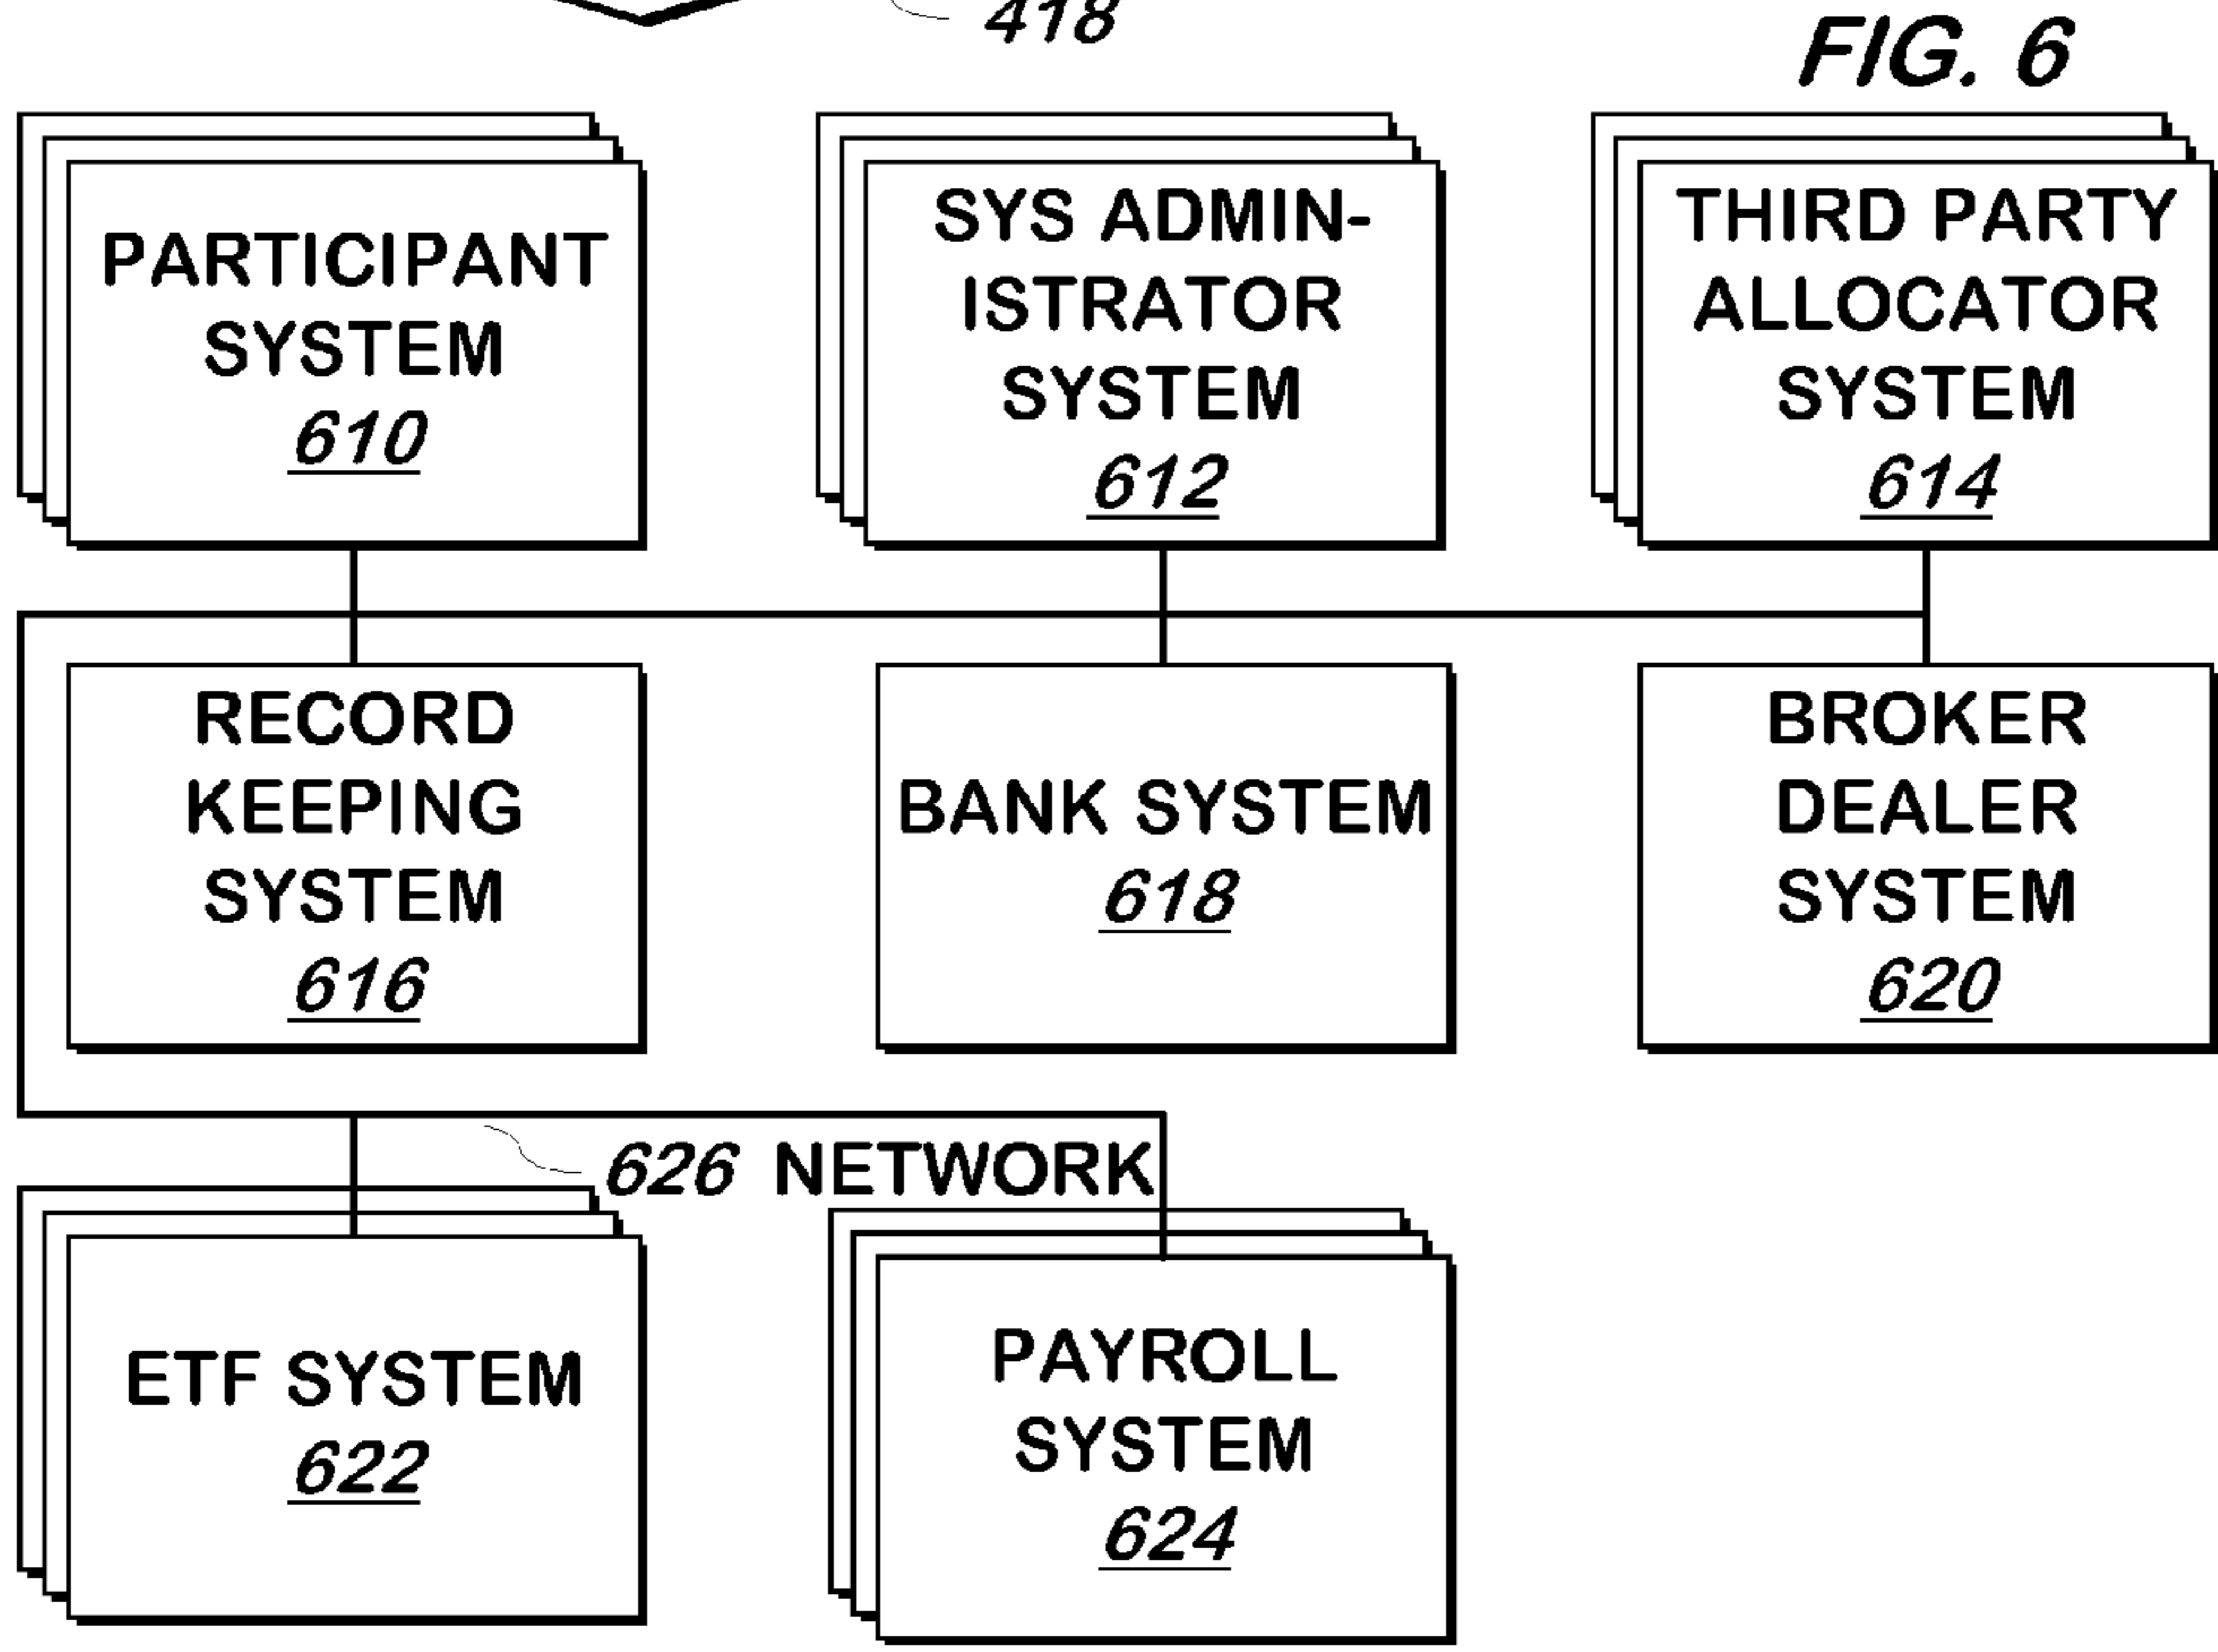 418
FIG. 6
PARTICIPANT
SYSTEM
610
SYS ADMIN-
ISTRATOR
SYSTEM
612
THIRD PARTY
ALLOCATOR
SYSTEM
614
RECORD
KEEPING
SYSTEM
616
BANK SYSTEM
618
BROKER
DEALER
SYSTEM
620
626 NETWORK
ETF SYSTEM
622
PAYROLL
SYSTEM
624